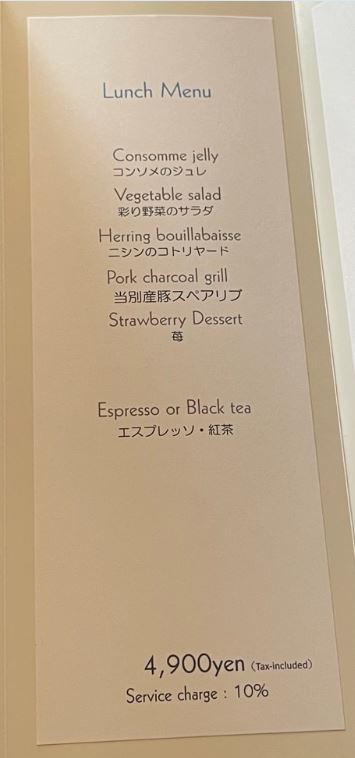 Lunch Menu
Consomme jelly
コンソメのジュレ
Vegetable salad
彩り野菜のサラダ
Herring bouillabaisse
ニシンのコトリヤード
Pork charcoal grill
当別産豚スペアリブ
Strawberry Dessert
苺
Espresso or Black tea
エスプレッソ・紅茶
4,900yen (Tax-included)
Service charge : 10%